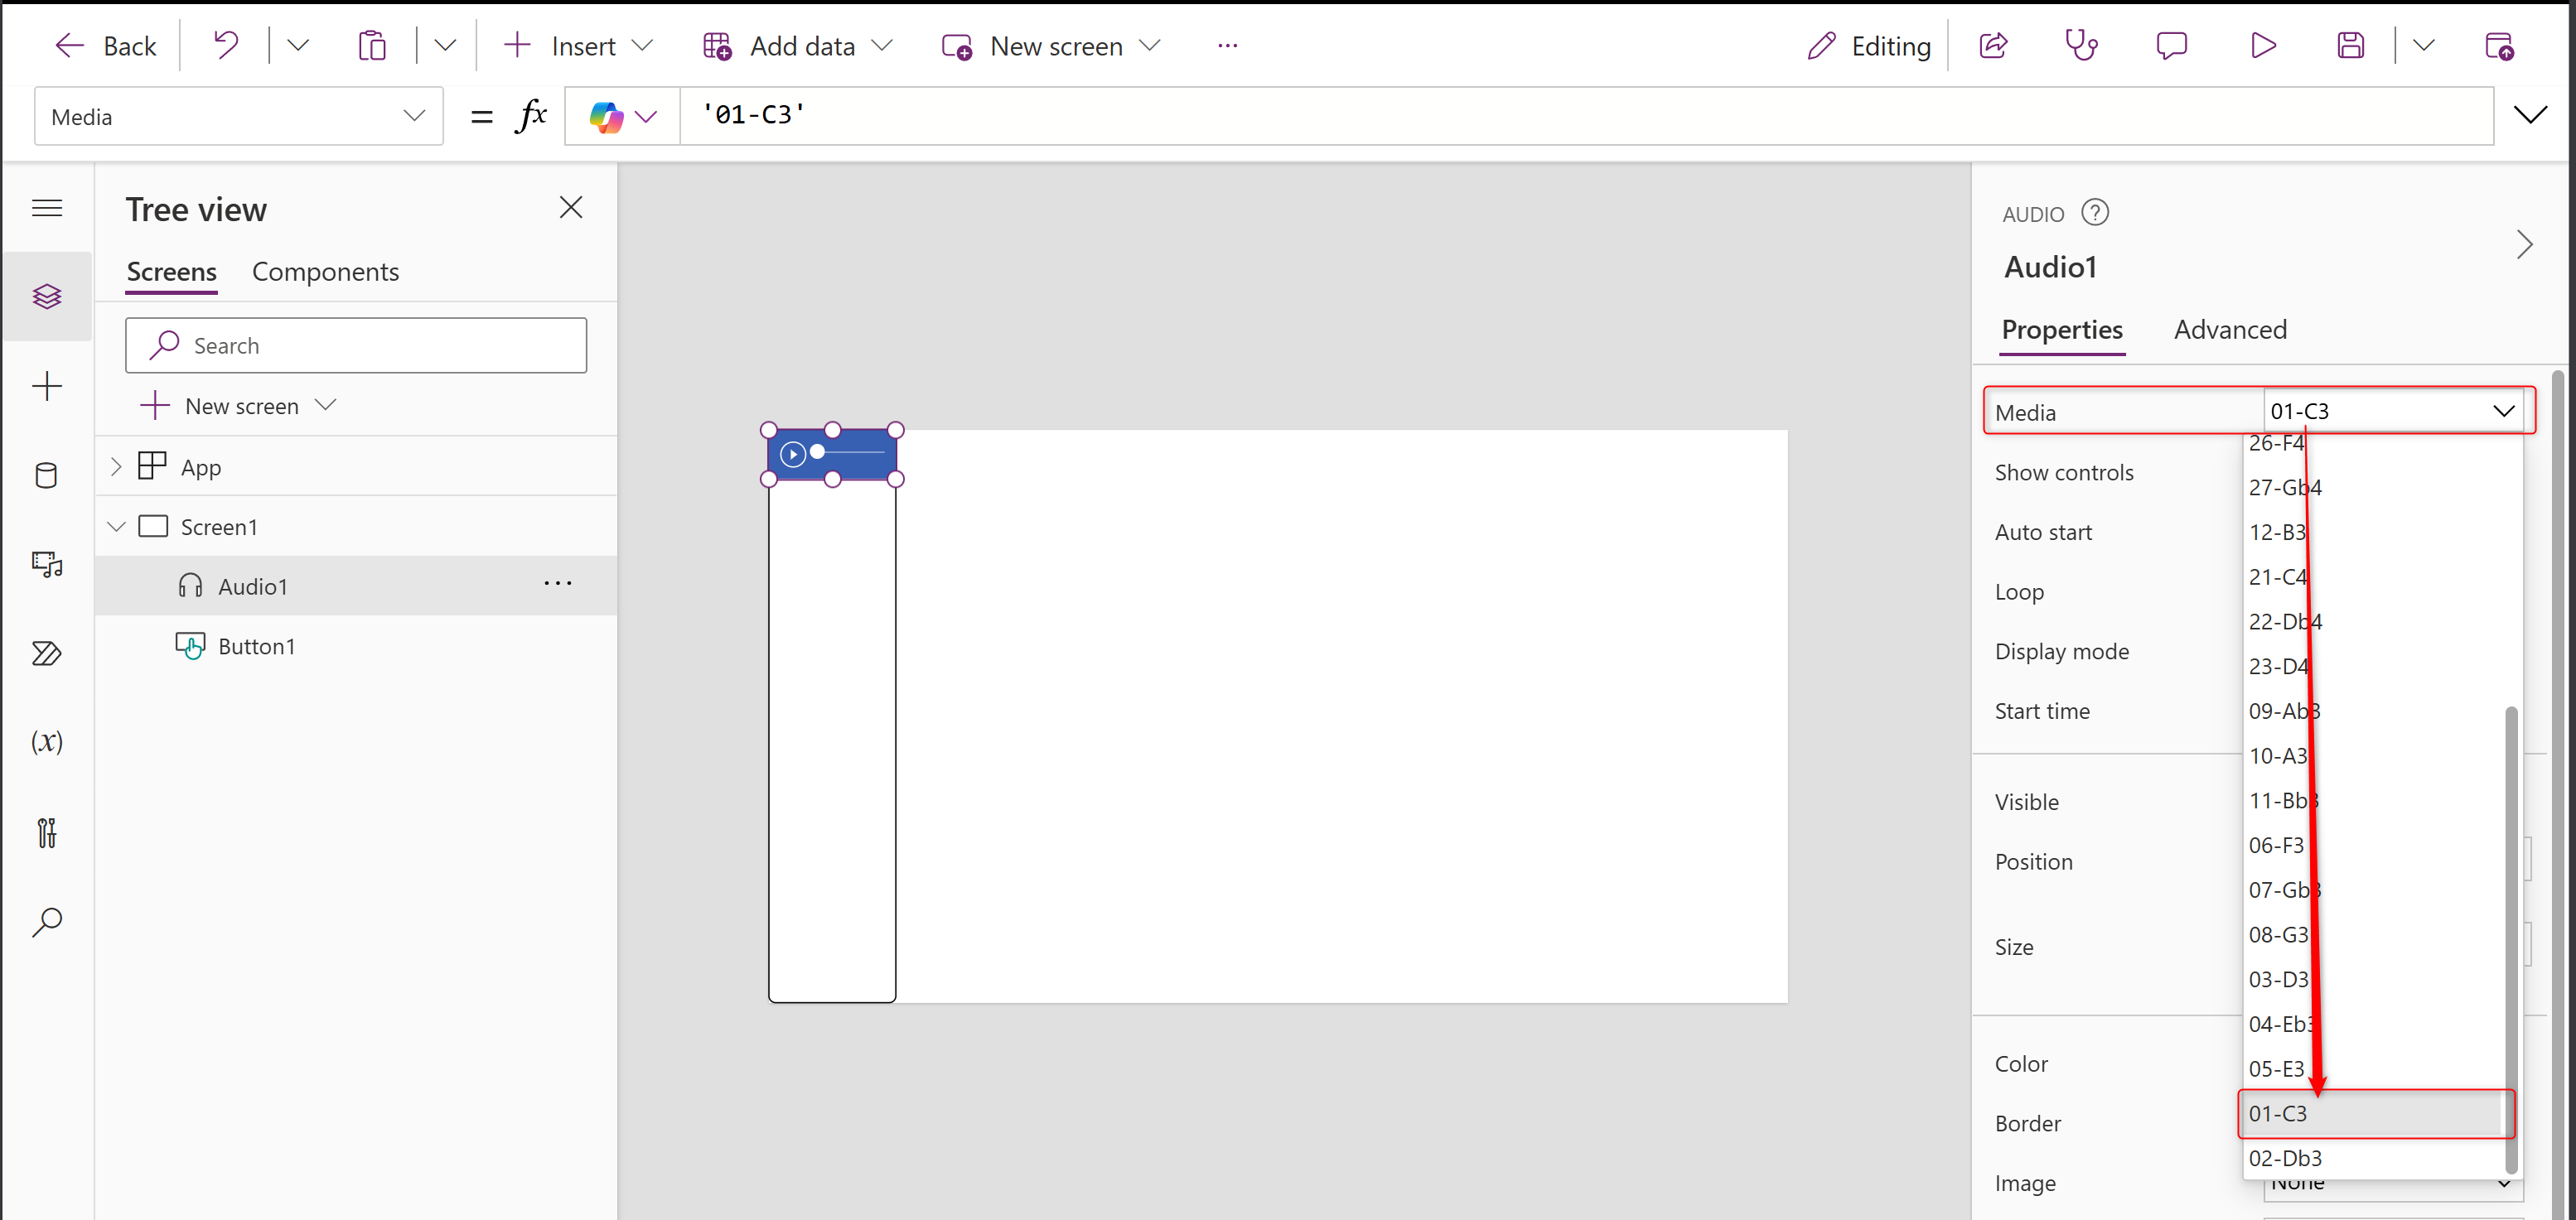 Back
Insert
Add data
New screen
...
Editing
Media
= fx
'01-C3'
Tree view
Screens Components
Search
New screen
App
Screen1
Audio1
...
Button1
(x)
AUDIO ?
Audio1
Properties Advanced
Media
01-C3
26-F4
27-Gb4
12-B3
21-C4
22-Db4
23-D4
09-Ab3
10-A3
11-Bb3
06-F3
07-Gb3
08-G3
03-D3
04-Eb3
05-E3
01-C3
02-Db3
Show controls
Auto start
Loop
Display mode
Start time
Visible
Position
Size
Color
Border
Image
None